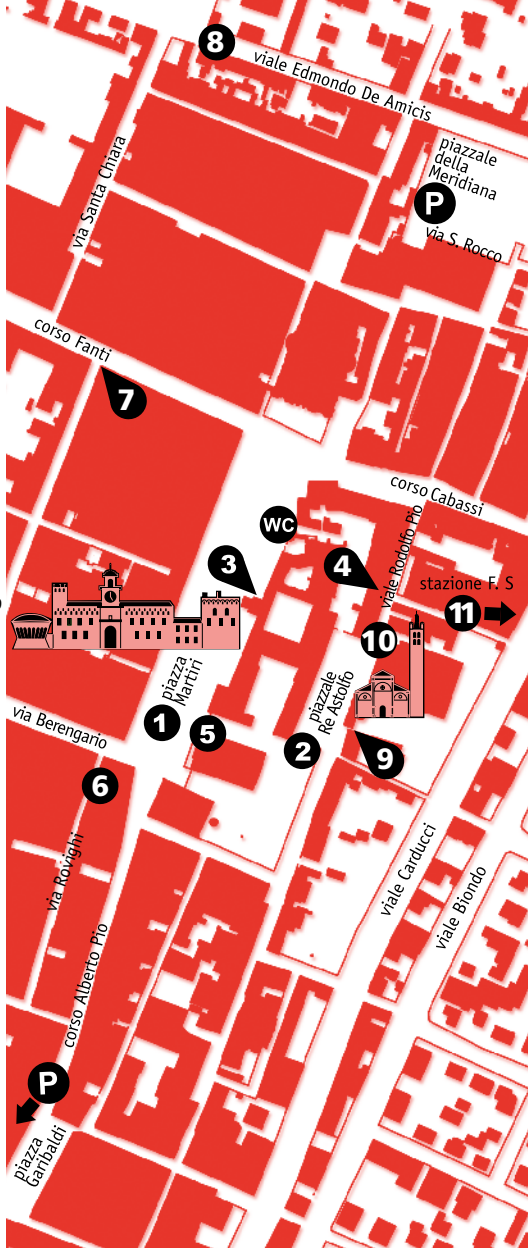 8
viale Edmondo De Amicis
piazzale
della
Meridiana
P
via S. Rocco
via Santa Chiara
corso Fanti
7
corso Cabassi
WC
viale Rodolfo Pio
3
4
stazione F. S
11
10
piazza
Martiri
piazzale
Re Astolfo
1
5
2
9
via Berengario
6
via Rovighi
viale Carducci
viale Biondo
corso Alberto Pio
P
piazza
Garibaldi